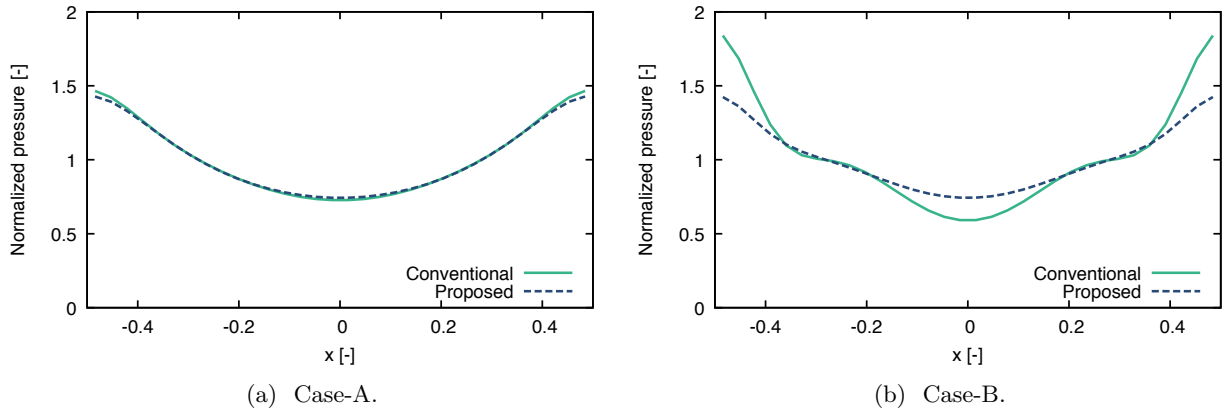 2
1.5
1
0.5
0
Normalized pressure [-]
-0.4 -0.2 0 0.2 0.4
x [-]
Conventional
Proposed
(a) Case-A.
2
1.5
1
0.5
0
Normalized pressure [-]
-0.4 -0.2 0 0.2 0.4
x [-]
Conventional
Proposed
(b) Case-B.